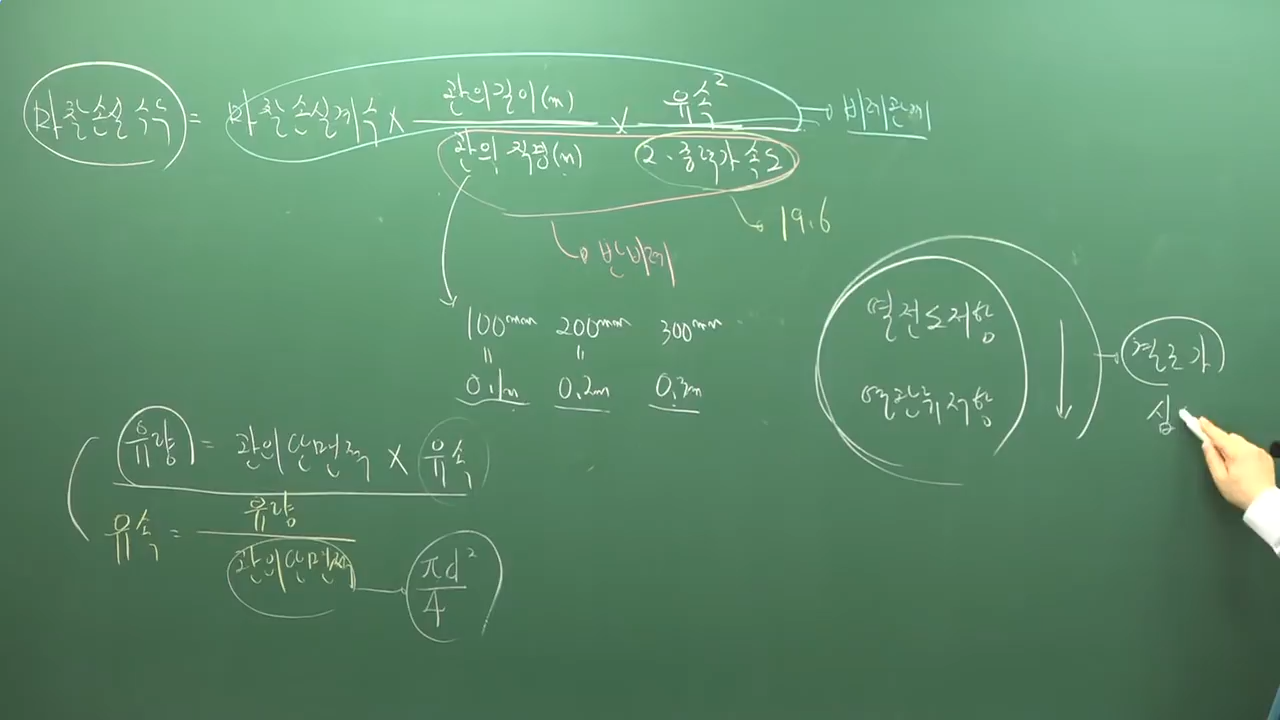 마찰손실수두 = 마찰손실계수 × 관의길이(m) / 관의 직경(m) × 유속² / 2·중력가속도 → 비례관계
→ 19.6
→ 반비례
100mm 200mm 300mm
= =
0.1m 0.2m 0.3m
열전도저항
열관류저항
↓
결로가
심
유량 = 관의단면적 × 유속
유속 = 유량 / 관의단면적
πd² / 4